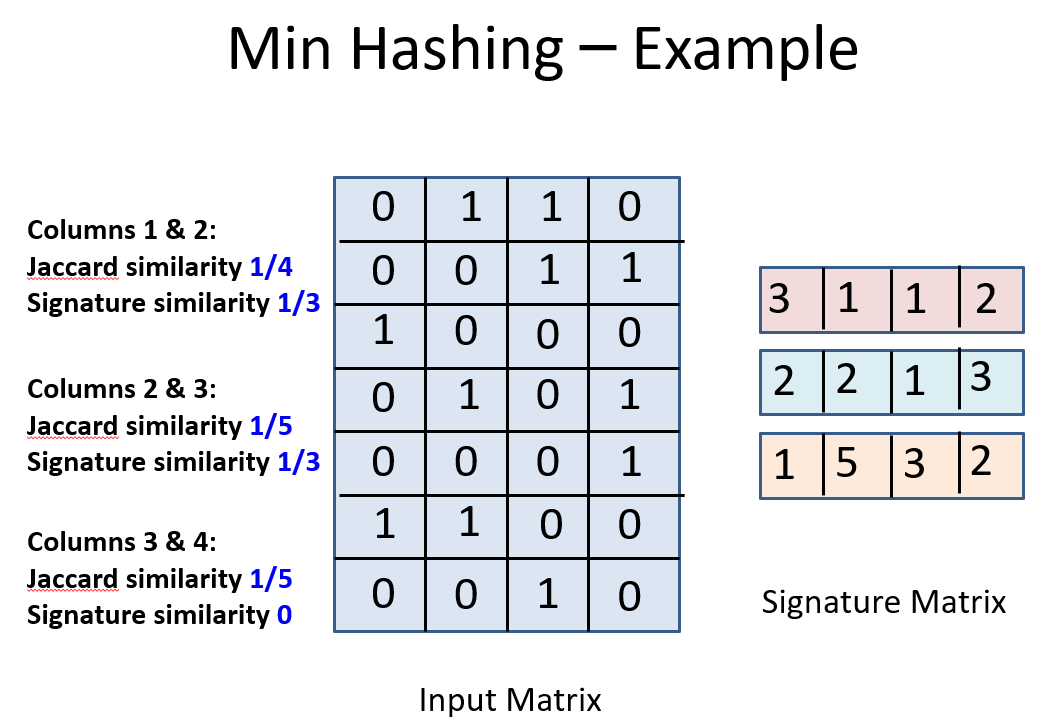 Min Hashing – Example
Columns 1 & 2:
Jaccard similarity 1/4
Signature similarity 1/3
Columns 2 & 3:
Jaccard similarity 1/5
Signature similarity 1/3
Columns 3 & 4:
Jaccard similarity 1/5
Signature similarity 0
0 1 1 0
0 0 1 1
1 0 0 0
0 1 0 1
0 0 0 1
1 1 0 0
0 0 1 0
Input Matrix
3 1 1 2
2 2 1 3
1 5 3 2
Signature Matrix